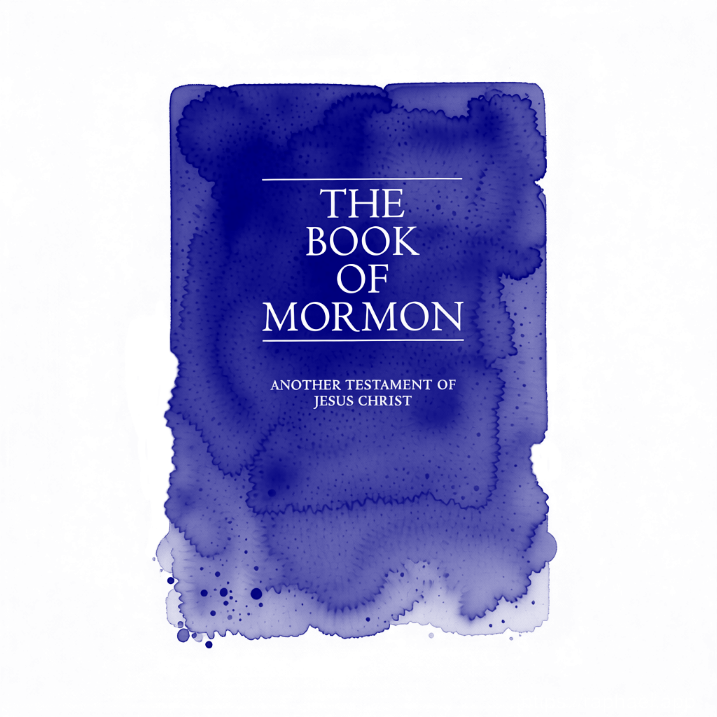 THE
BOOK
OF
MORMON
ANOTHER TESTAMENT OF
JESUS CHRIST